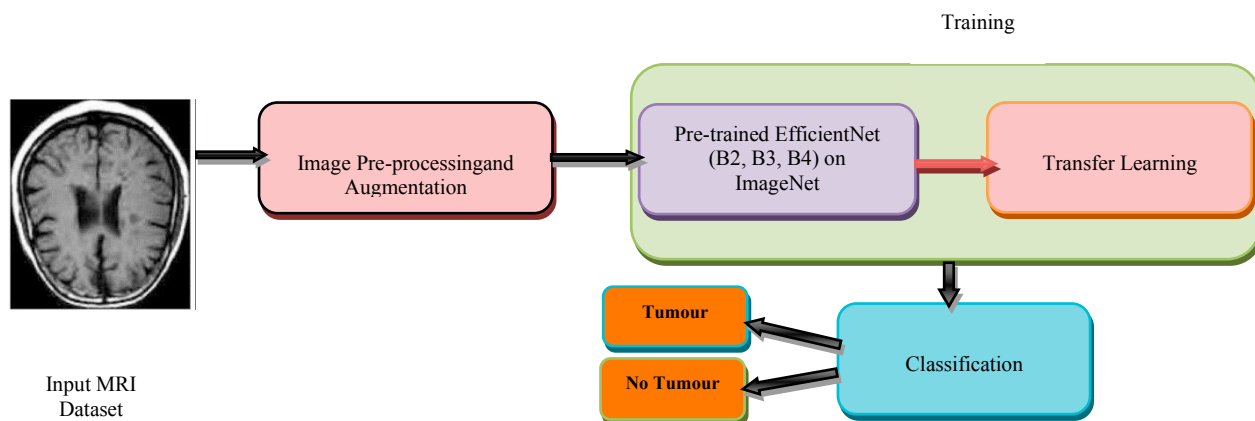 Training
Image Pre-processingand
Augmentation
Pre-trained EfficientNet
(B2, B3, B4) on
ImageNet
Transfer Learning
Input MRI
Dataset
Tumour
No Tumour
Classification